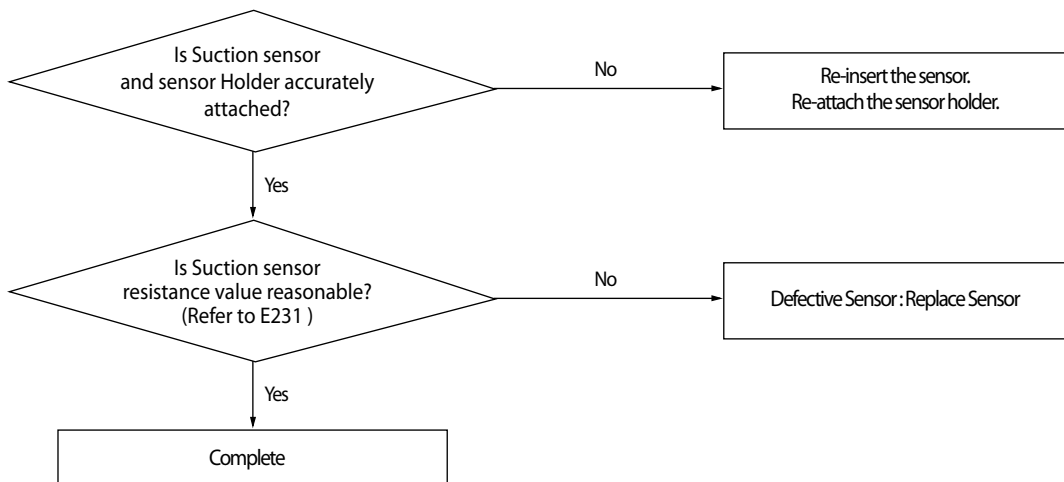 Is Suction sensor
and sensor Holder accurately
attached?
No
Re-insert the sensor.
Re-attach the sensor holder.
Yes
Is Suction sensor
resistance value reasonable?
(Refer to E231 )
No
Defective Sensor : Replace Sensor
Yes
Complete